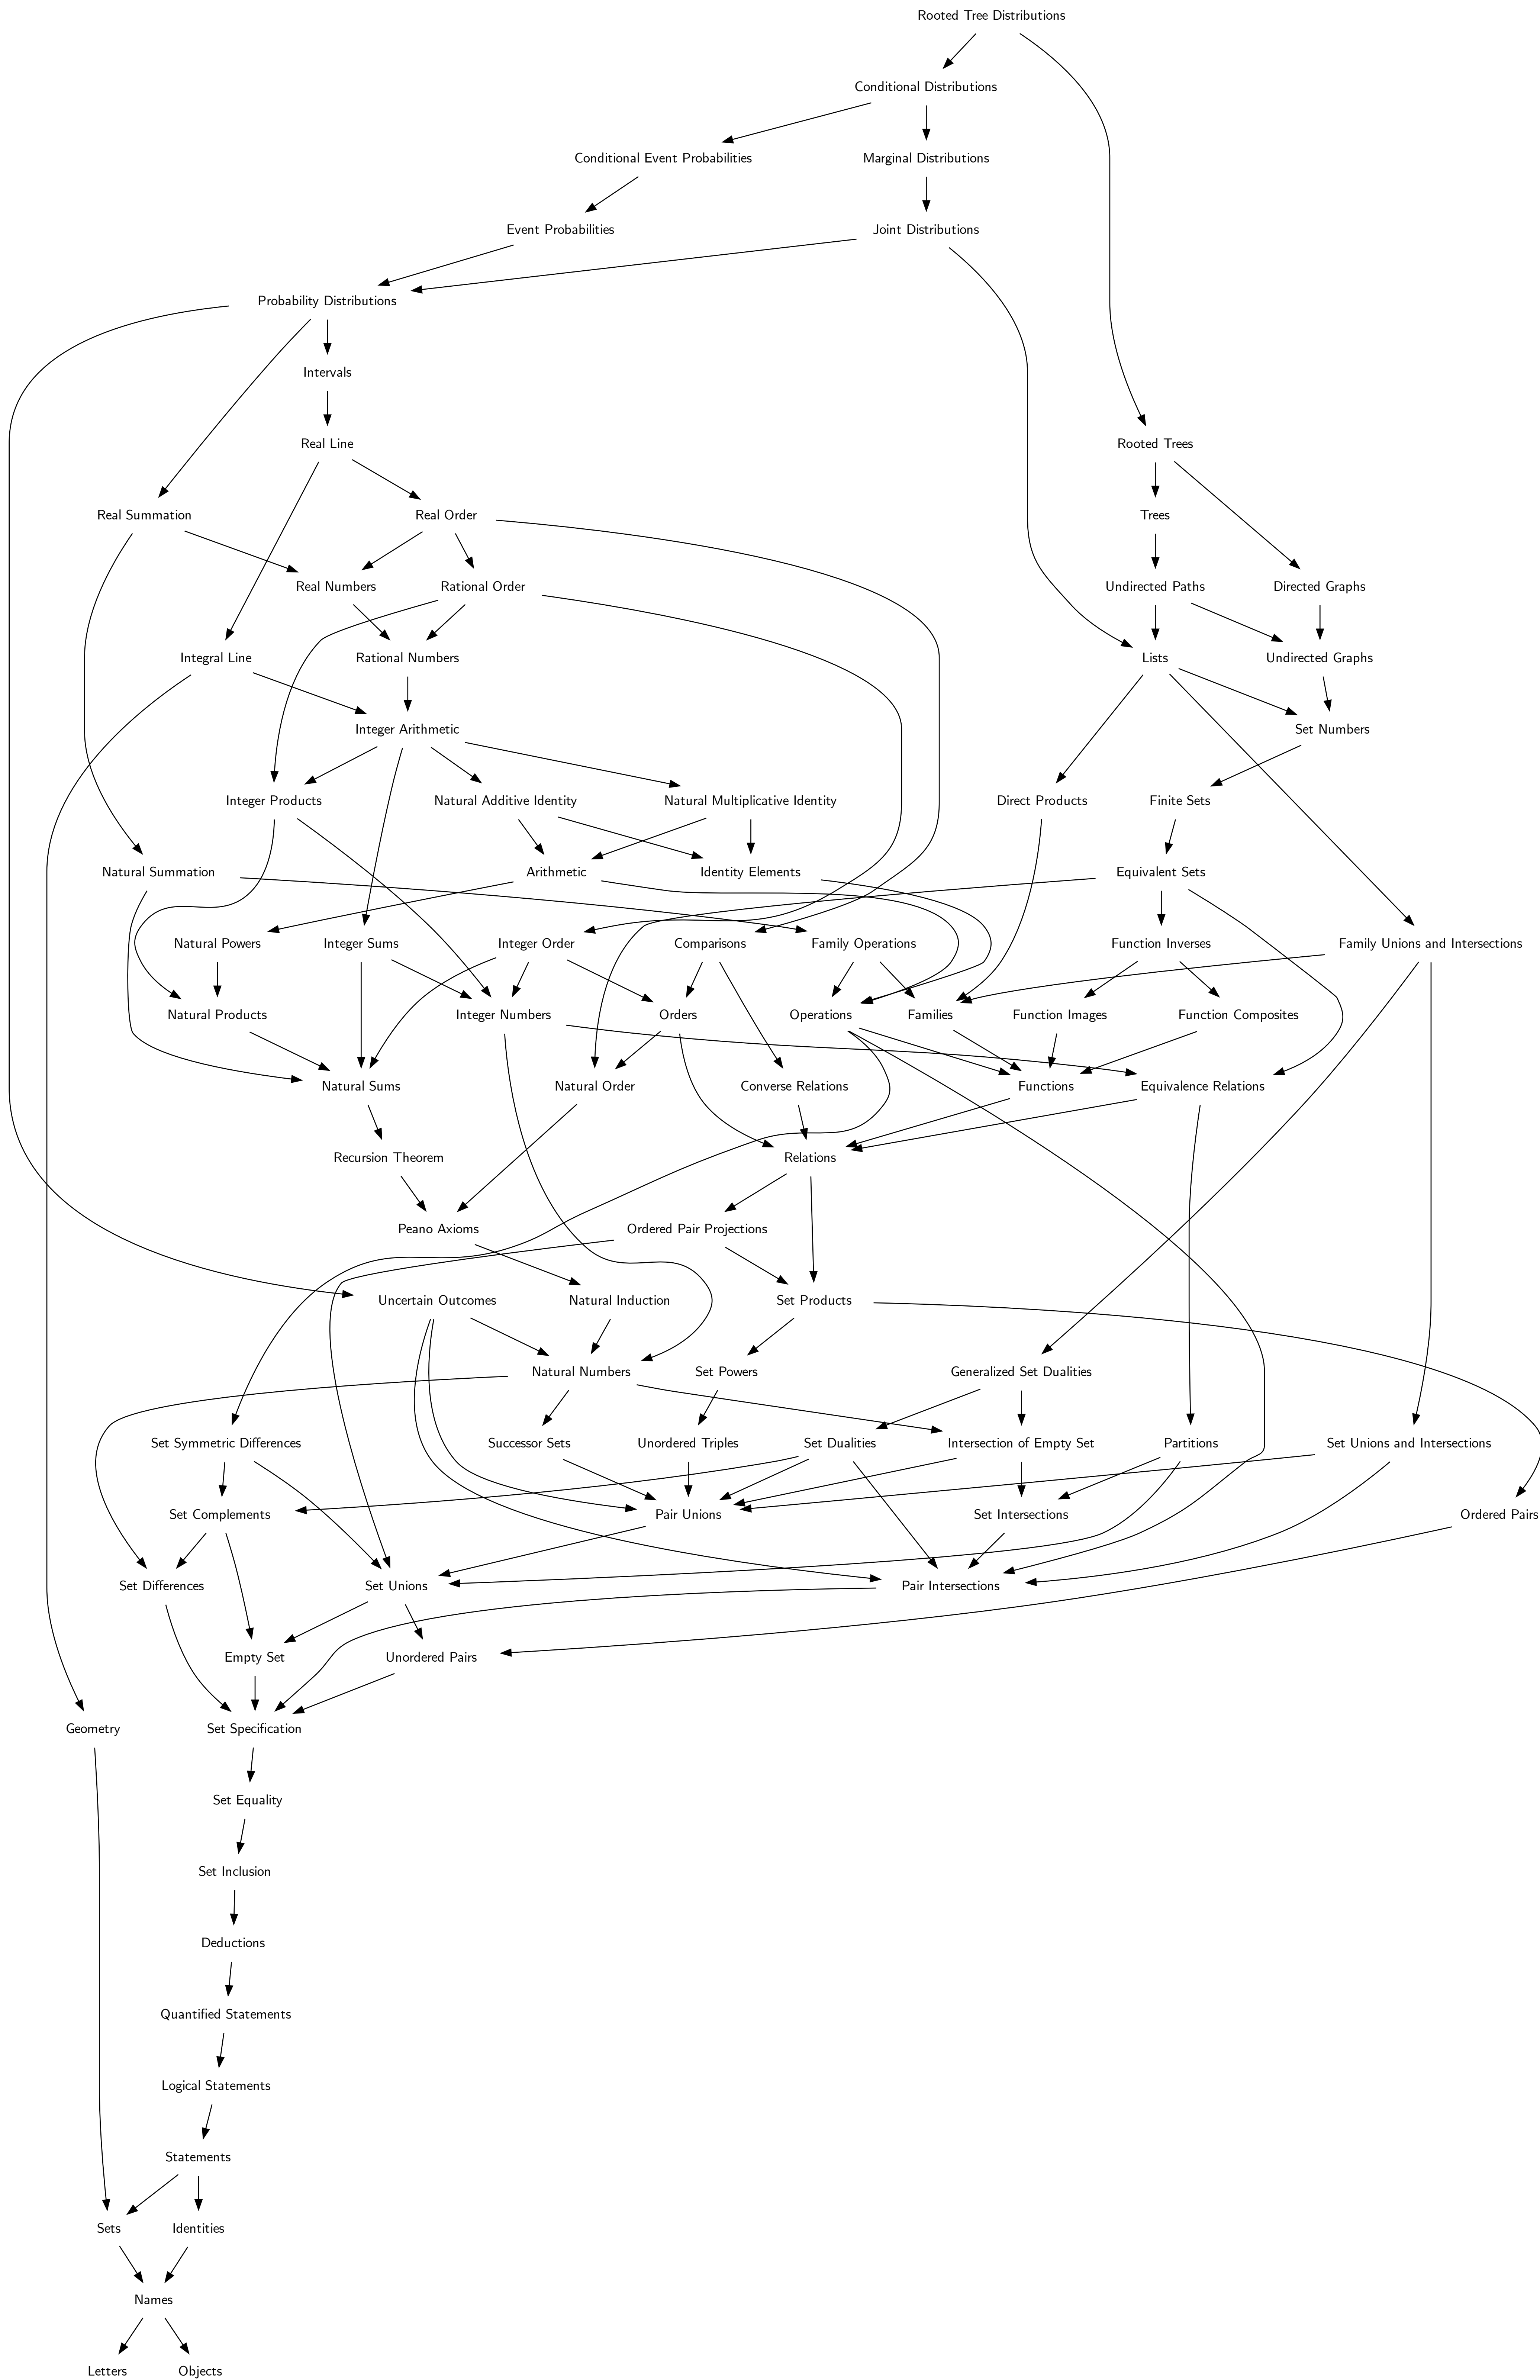 Rooted Tree Distributions
Conditional Distributions
Conditional Event Probabilities
Marginal Distributions
Event Probabilities
Joint Distributions
Probability Distributions
Intervals
Real Line
Rooted Trees
Real Summation
Real Order
Trees
Real Numbers
Rational Order
Undirected Paths
Directed Graphs
Integral Line
Rational Numbers
Lists
Undirected Graphs
Integer Arithmetic
Set Numbers
Integer Products
Natural Additive Identity
Natural Multiplicative Identity
Direct Products
Finite Sets
Natural Summation
Arithmetic
Identity Elements
Equivalent Sets
Natural Powers
Integer Sums
Integer Order
Comparisons
Family Operations
Function Inverses
Family Unions and Intersections
Natural Products
Integer Numbers
Orders
Operations
Families
Function Images
Function Composites
Natural Sums
Natural Order
Converse Relations
Functions
Equivalence Relations
Recursion Theorem
Relations
Peano Axioms
Ordered Pair Projections
Uncertain Outcomes
Natural Induction
Set Products
Natural Numbers
Set Powers
Generalized Set Dualities
Set Symmetric Differences
Successor Sets
Unordered Triples
Set Dualities
Intersection of Empty Set
Partitions
Set Unions and Intersections
Set Complements
Pair Unions
Set Intersections
Ordered Pairs
Set Differences
Set Unions
Pair Intersections
Empty Set
Unordered Pairs
Geometry
Set Specification
Set Equality
Set Inclusion
Deductions
Quantified Statements
Logical Statements
Statements
Sets
Identities
Names
Letters
Objects